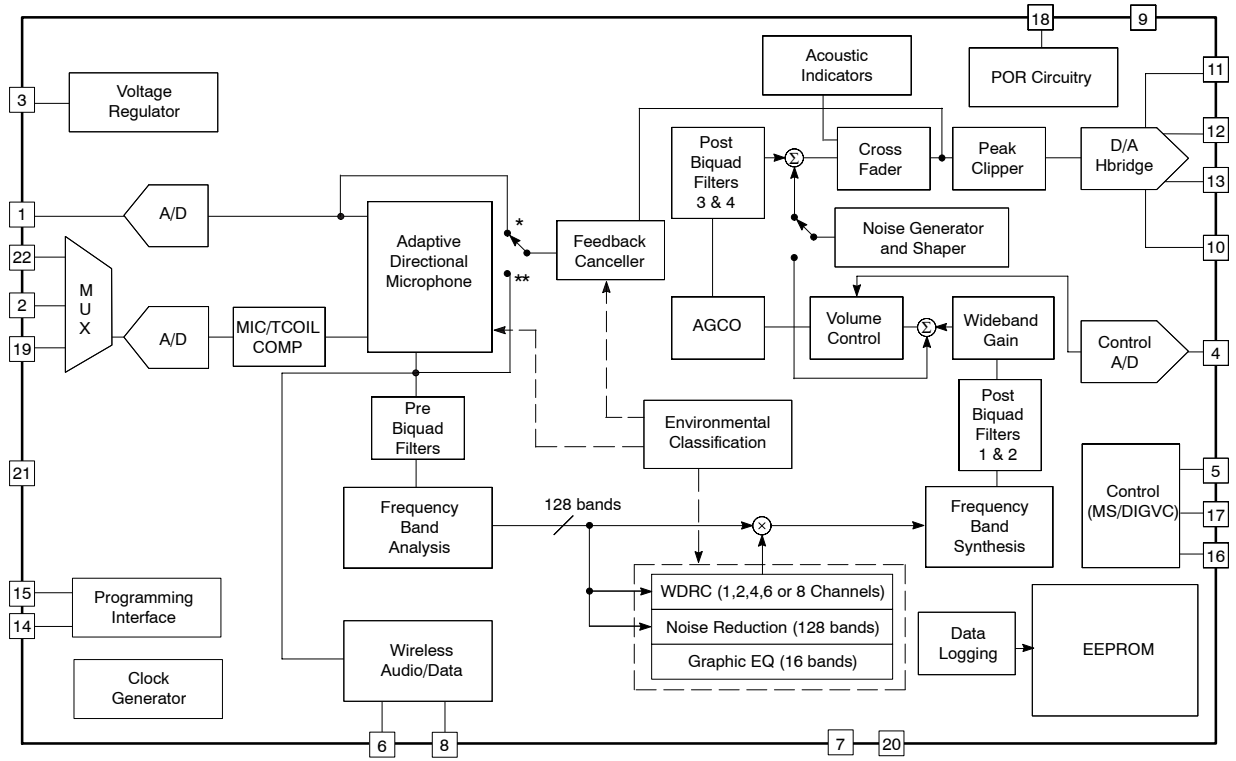 18
9
Acoustic
Indicators
POR Circuitry
11
3
Voltage
Regulator
Post
Biquad
Filters
3 & 4
Σ
Cross
Fader
Peak
Clipper
D/A
Hbridge
12
13
1
A/D
Adaptive
Directional
Microphone
*
**
Feedback
Canceller
Noise Generator
and Shaper
10
22
2
19
M
U
X
A/D
MIC/TCOIL
COMP
AGCO
Volume
Control
Σ
Wideband
Gain
Control
A/D
4
Pre
Biquad
Filters
Environmental
Classification
Post
Biquad
Filters
1 & 2
21
Frequency
Band
Analysis
128 bands
×
Frequency
Band
Synthesis
Control
(MS/DIGVC)
5
17
16
15
14
Programming
Interface
WDRC (1,2,4,6 or 8 Channels)
Noise Reduction (128 bands)
Graphic EQ (16 bands)
Data
Logging
EEPROM
Clock
Generator
Wireless
Audio/Data
6
8
7
20